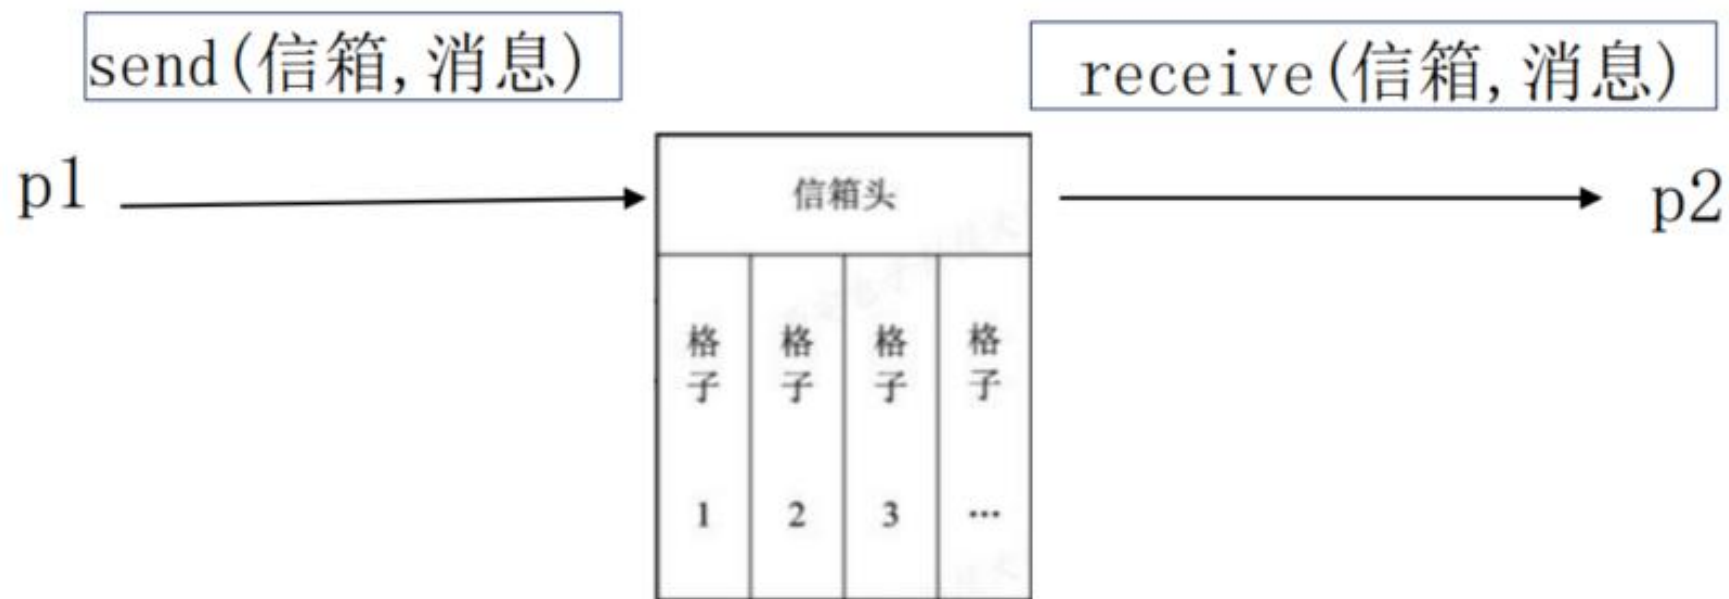 send(信箱,消息)
receive(信箱,消息)
p1
信箱头
p2
格子1
格子2
格子3
格子…